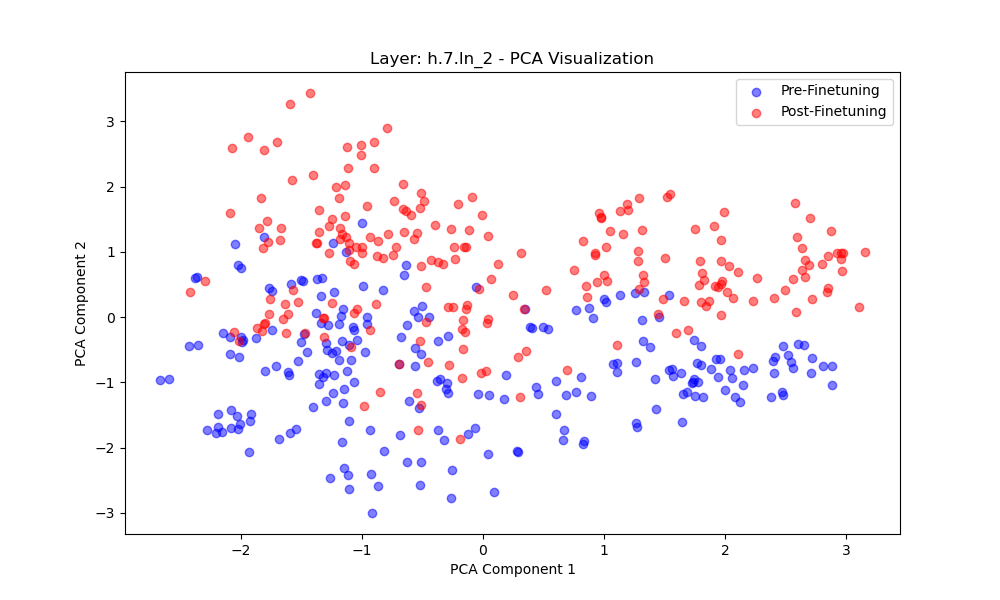 Layer: h.7.ln_2 - PCA Visualization
Pre-Finetuning
Post-Finetuning
3
2
1
0
−1
−2
−3
PCA Component 2
−2
−1
0
1
2
3
PCA Component 1